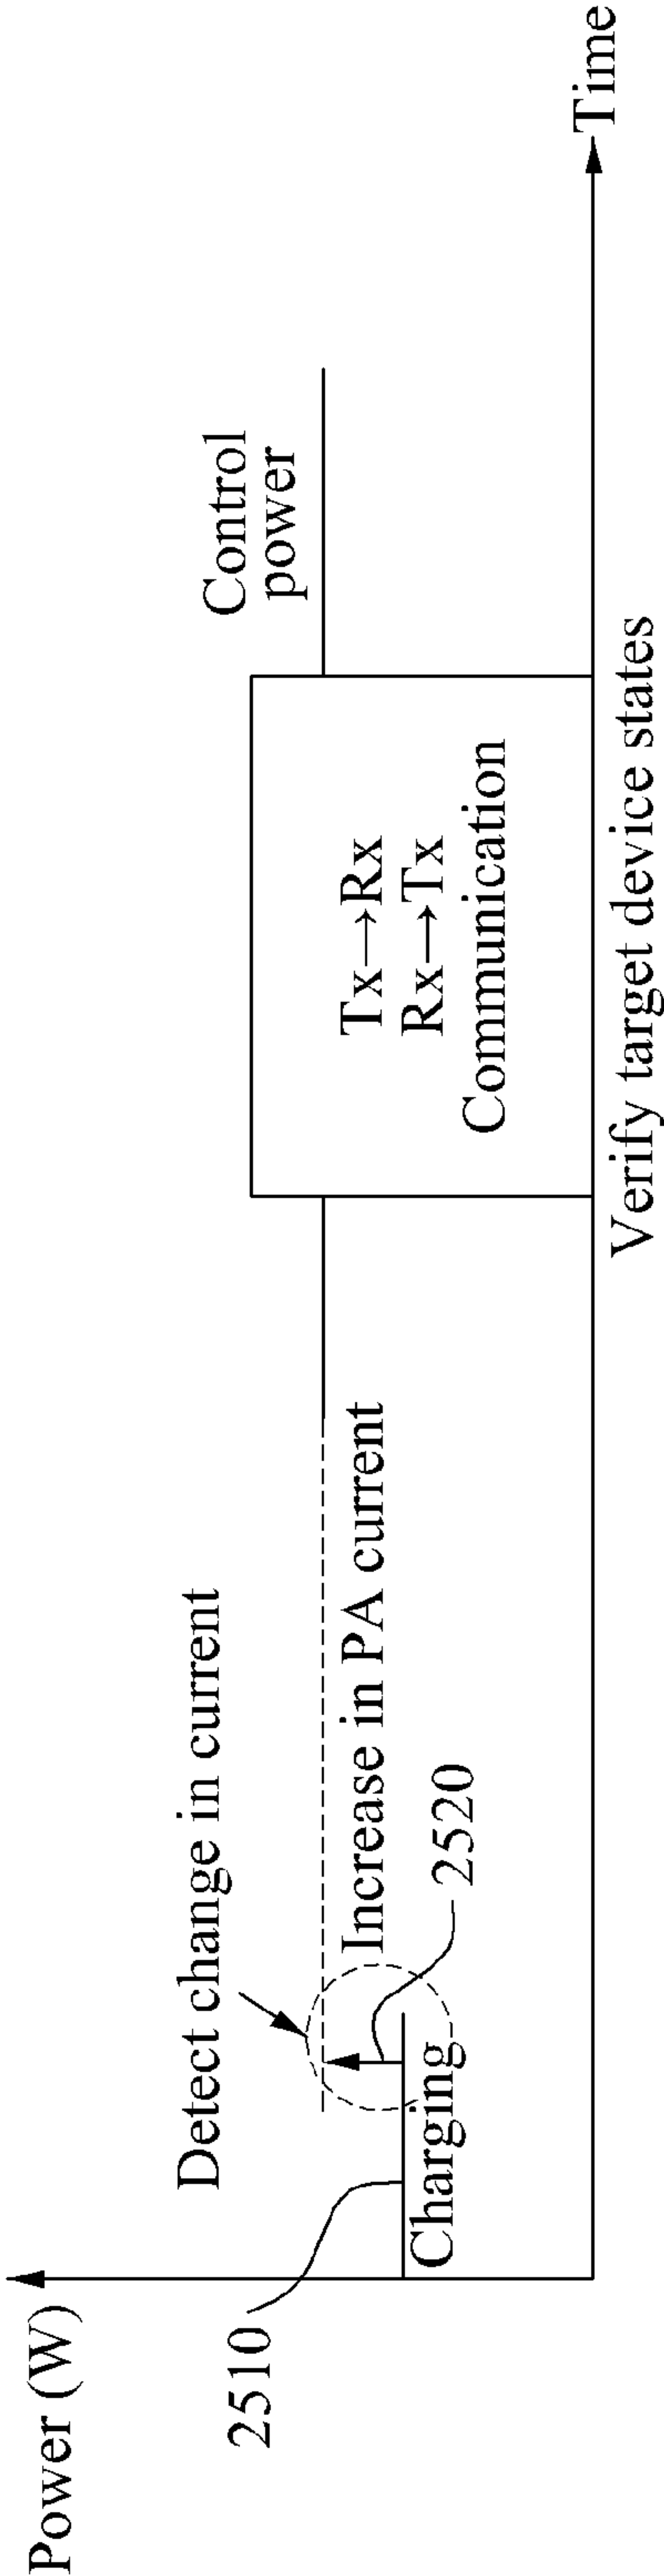 Power (W)
Detect change in current
2510
Increase in PA current
2520
Charging
Tx→Rx
Rx→Tx
Communication
Control
power
Verify target device states
Time